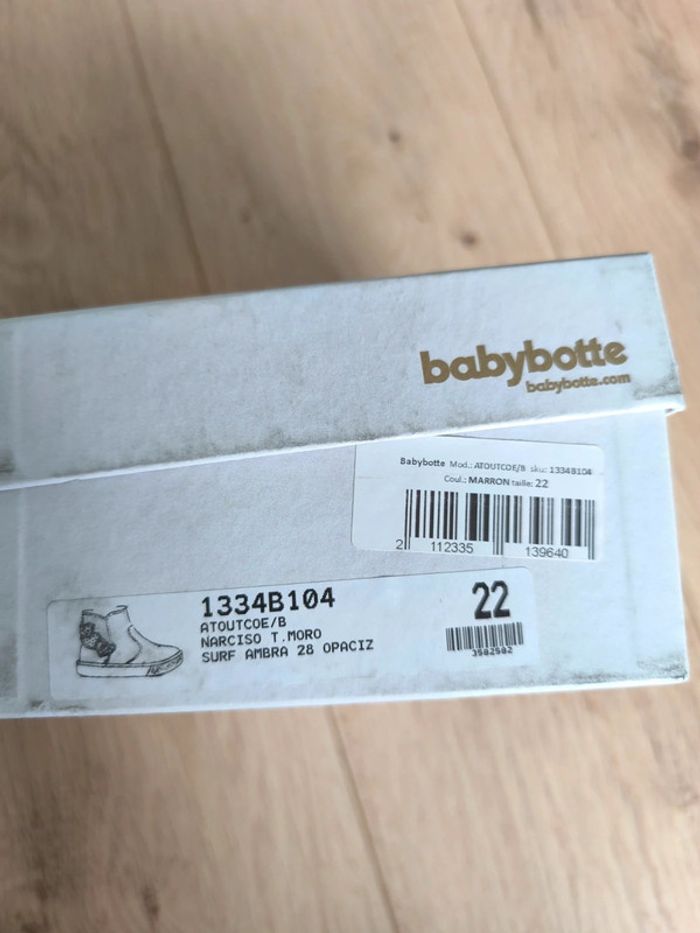 babybotte
babybotte.com
Babybotte Mod.: ATOUTCOE/B sku: 1334B104
Coul.: MARRON taille: 22
2 112335 139640
1334B104
ATOUTCOE/B
NARCISO T.MORO
SURF AMBRA 28 OPACIZ
22
3502502